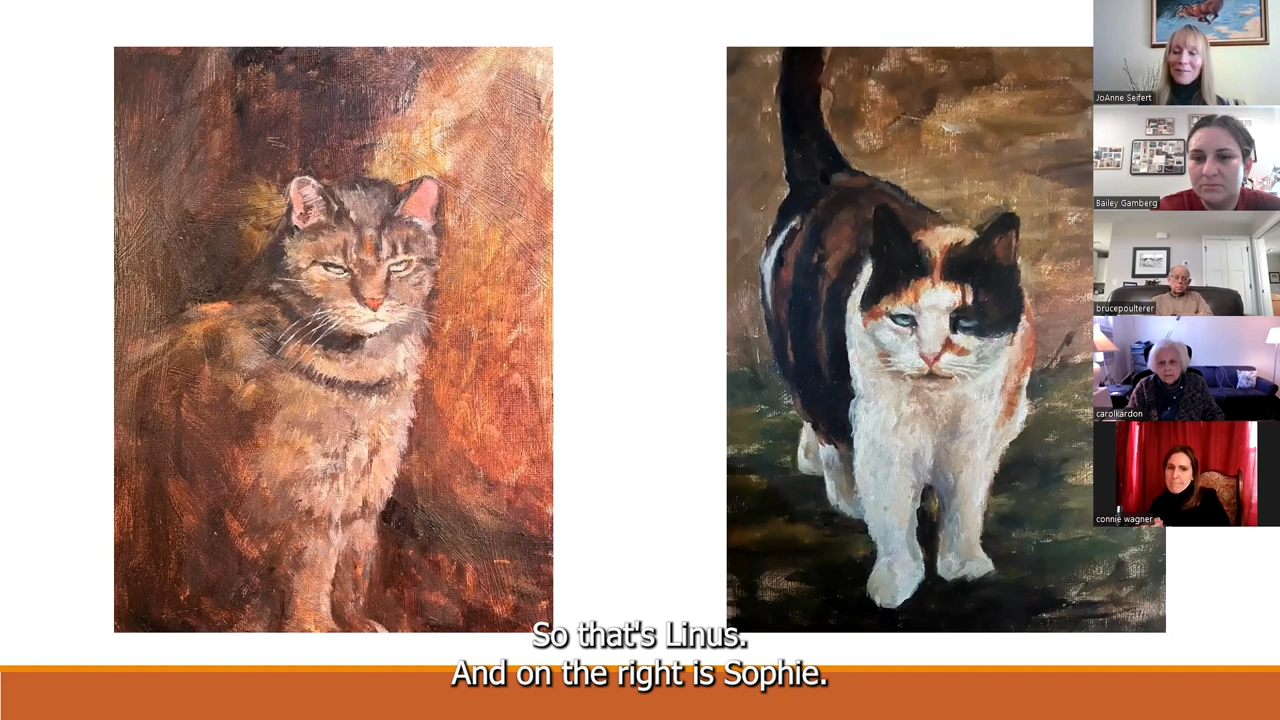 JoAnne Seifert
Bailey Gamberg
brucepoulterer
carolkardon
connie wagner
So that's Linus.
And on the right is Sophie.